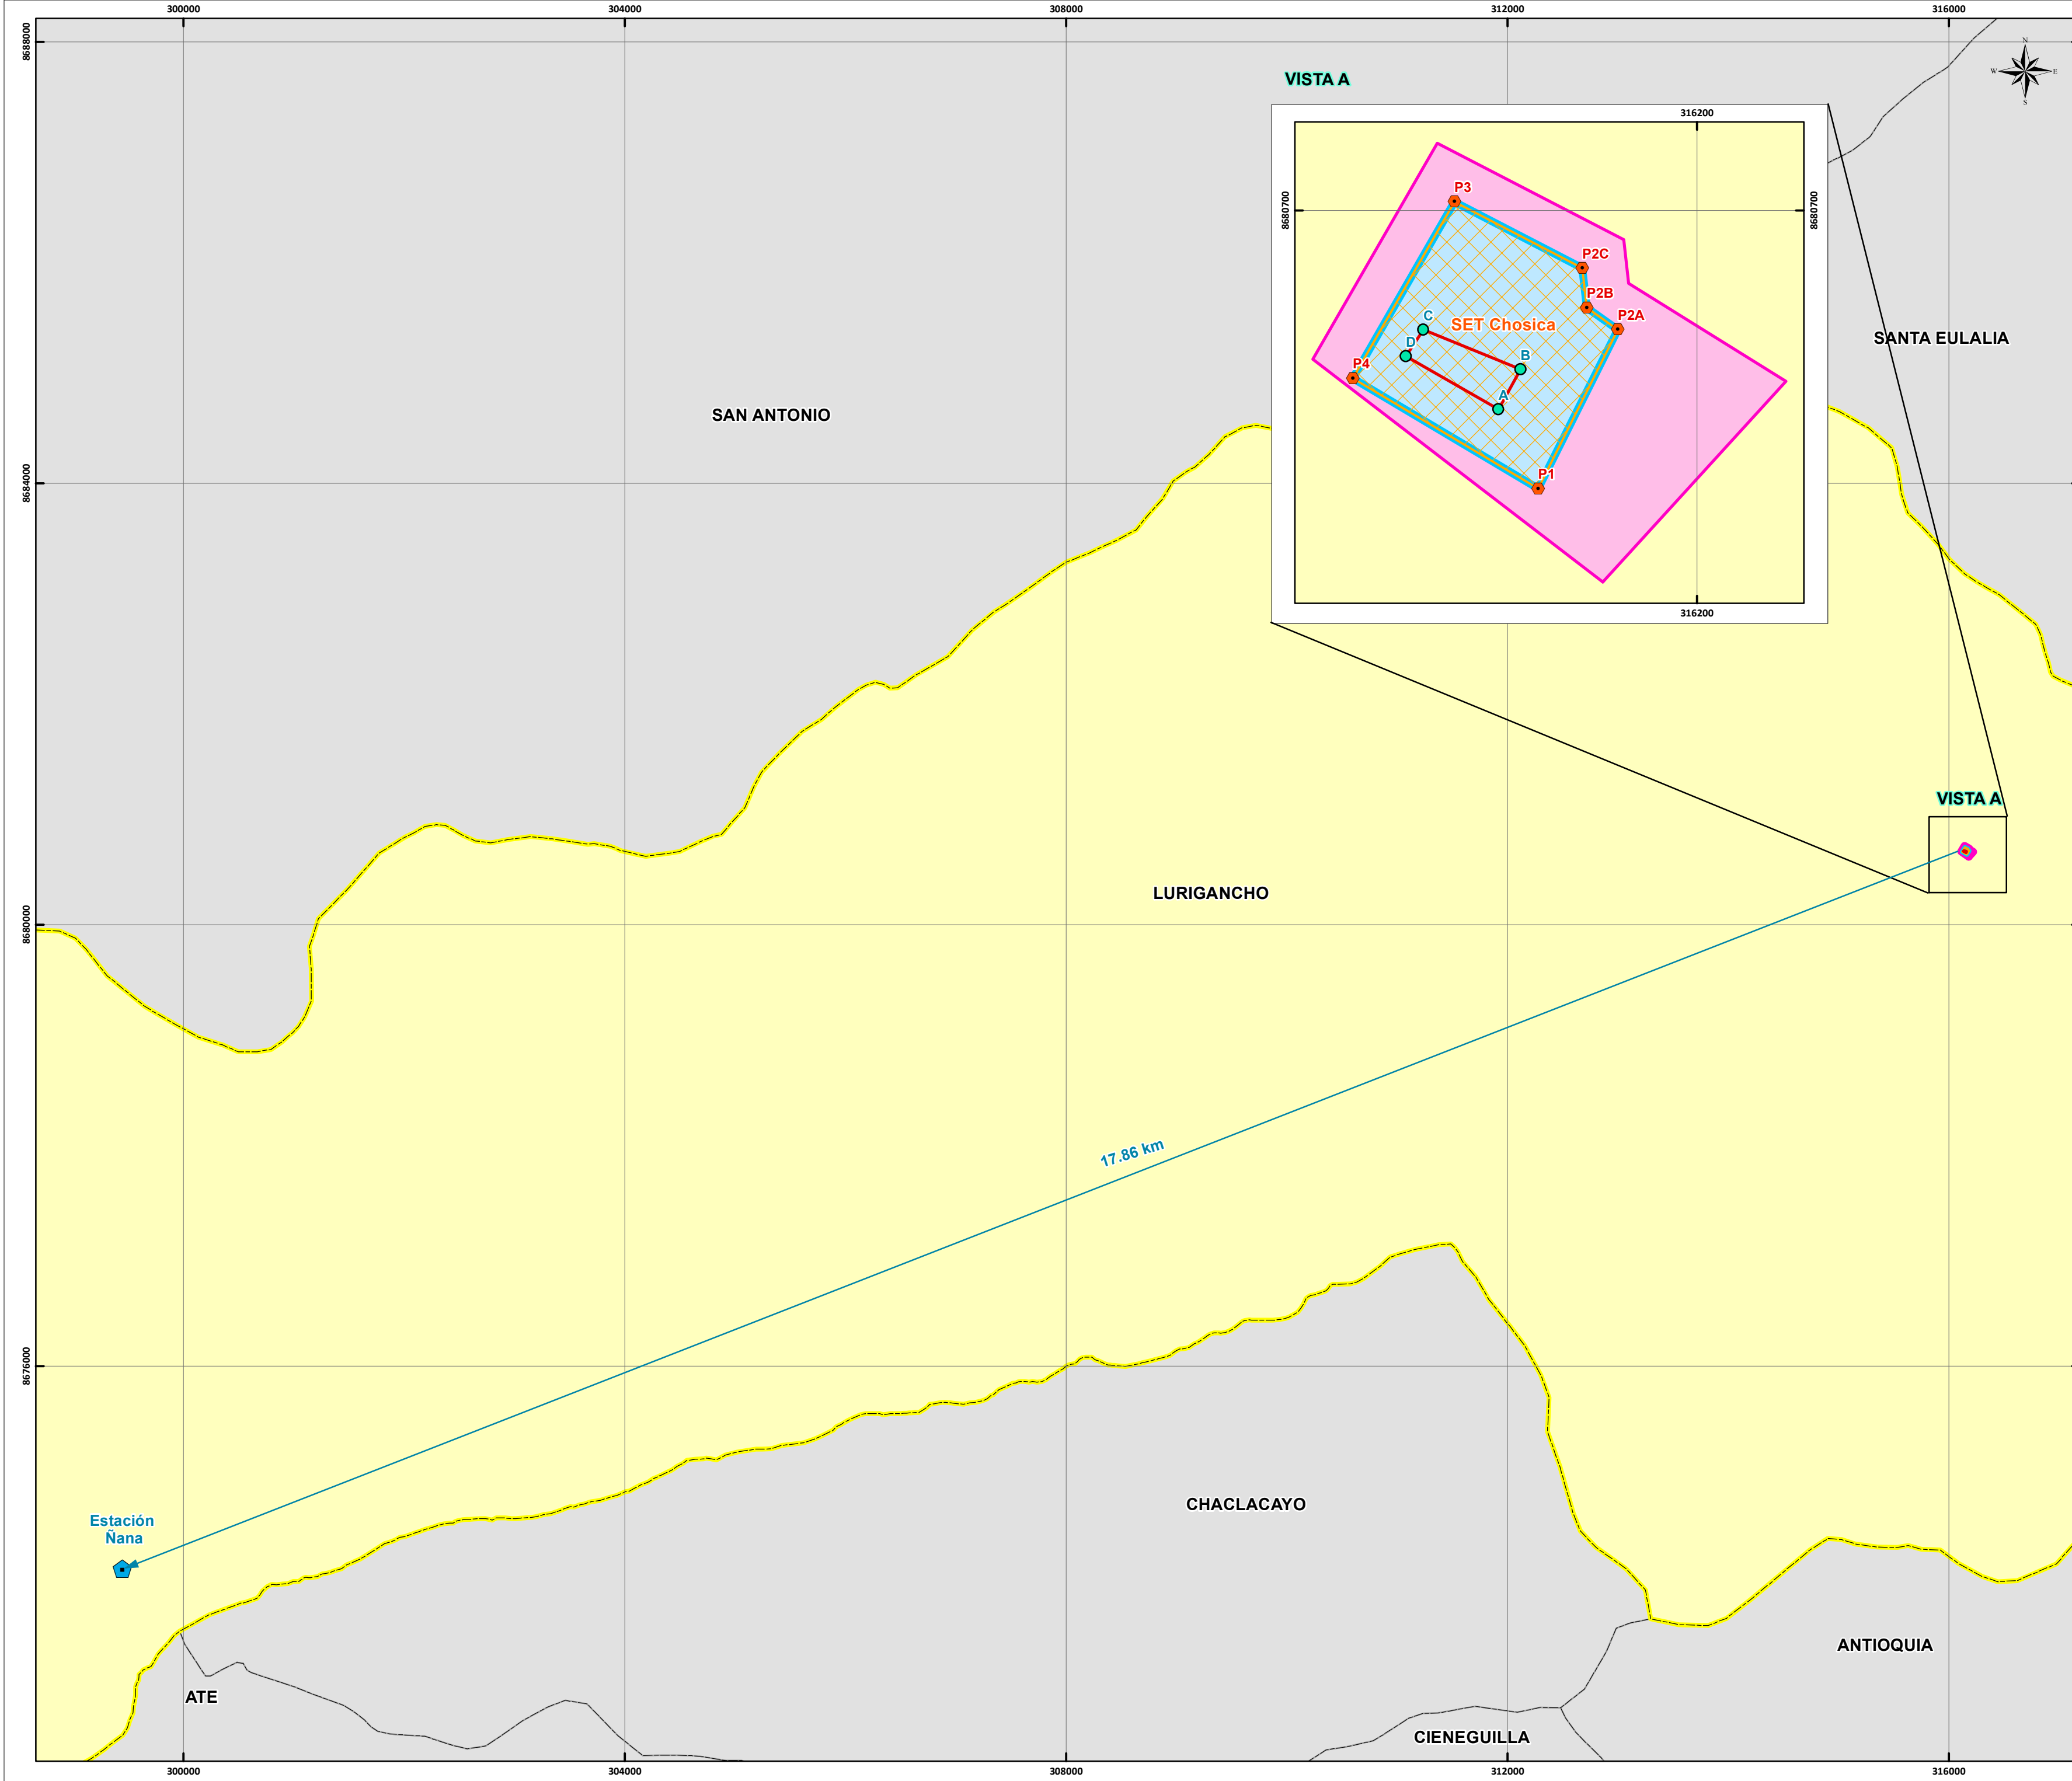 300000
304000
308000
312000
316000
8688000
N
W
E
S
VISTA A
316200
P3
8680700
8680700
P2C
P2B
P2A
SET Chosica
C
D
B
P4
A
P1
316200
SANTA EULALIA
SAN ANTONIO
8684000
VISTA A
LURIGANCHO
8680000
17.86 km
8676000
CHACLACAYO
Estación
Ñana
ANTIOQUIA
ATE
CIENEGUILLA
300000
304000
308000
312000
316000